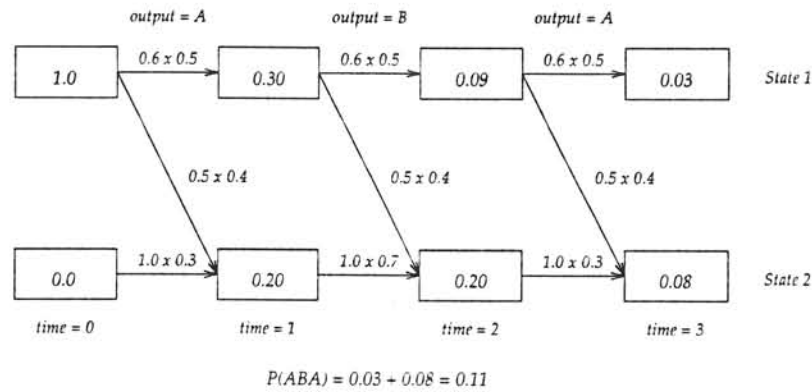 output = A output = B output = A
0.6 x 0.5 0.6 x 0.5 0.6 x 0.5
1.0 0.30 0.09 0.03 State 1
0.5 x 0.4 0.5 x 0.4 0.5 x 0.4
1.0 x 0.3 1.0 x 0.7 1.0 x 0.3
0.0 0.20 0.20 0.08 State 2
time = 0 time = 1 time = 2 time = 3
P(ABA) = 0.03 + 0.08 = 0.11